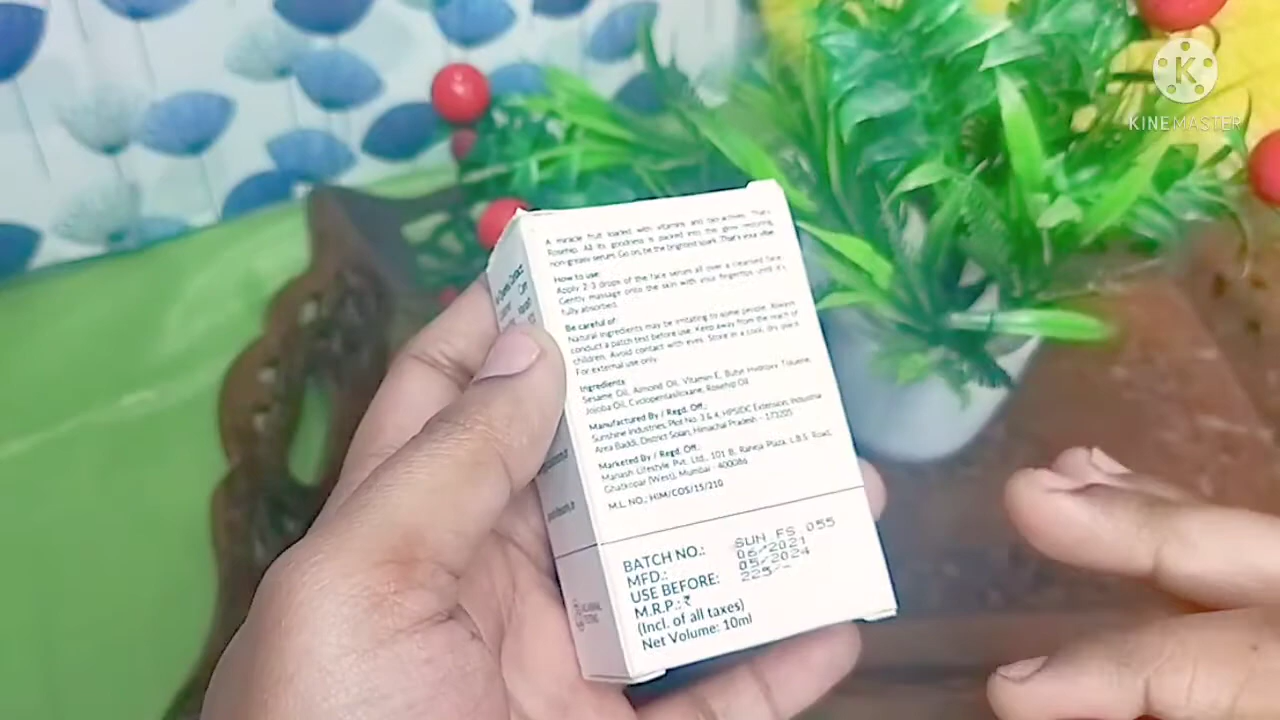 KINEMASTER
A miracle fruit loaded with vitamins and bio-actives. That's
Rosehip. All its goodness is packed into the glow restoring,
non-greasy serum. Go on, be the brightest spark. That's your vibe
How to use:
Apply 2-3 drops of the face serum all over a cleansed face.
Gently massage onto the skin with your fingertips until it's
fully absorbed.
Be careful of:
Natural Ingredients may be irritating to some people. Always
conduct a patch test before use. Keep away from the reach of
children. Avoid contact with eyes. Store in a cool, dry place
For external use only.
Ingredients:
Sesame Oil, Almond Oil, Vitamin E, Butyl Hydroxy Toluene,
Jojoba Oil, Cyclopentasiloxane, Rosehip Oil
Manufactured By / Regd. Off.:
Sunshine Industries, Plot No. 3 & 4, HPSIDC Extension, Industrial
Area Baddi, District Solan, Himachal Pradesh - 173205
Marketed By / Regd. Off.:
Manash Lifestyle Pvt. Ltd., 101 B, Raheja Plaza, L.B.S. Road,
Ghatkopar (West), Mumbai - 400086
M.L. NO.: HIM/COS/15/210
BATCH NO.: SUN FS 055
MFD.: 06/2021
USE BEFORE: 05/2024
M.R.P.: ₹ 225/-
(Incl. of all taxes)
Net Volume: 10ml